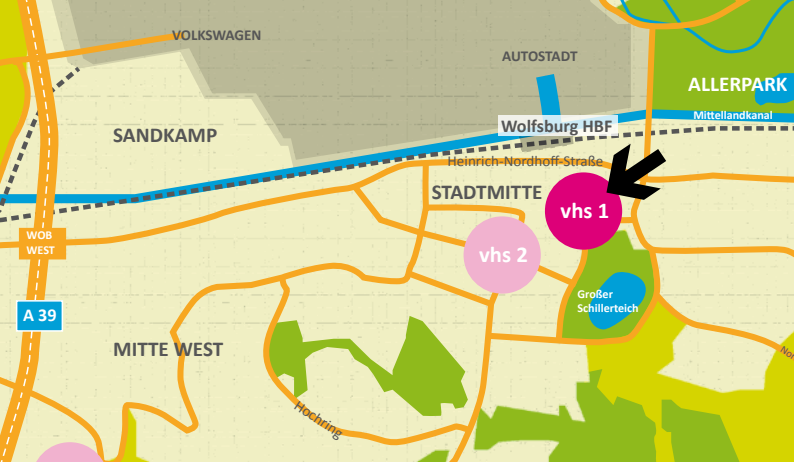 VOLKSWAGEN
AUTOSTADT
ALLERPARK
Mittellandkanal
Wolfsburg HBF
SANDKAMP
Heinrich-Nordhoff-Straße
STADTMITTE
vhs 1
WOB
WEST
vhs 2
Großer
Schillerteich
A 39
MITTE WEST
Hochring